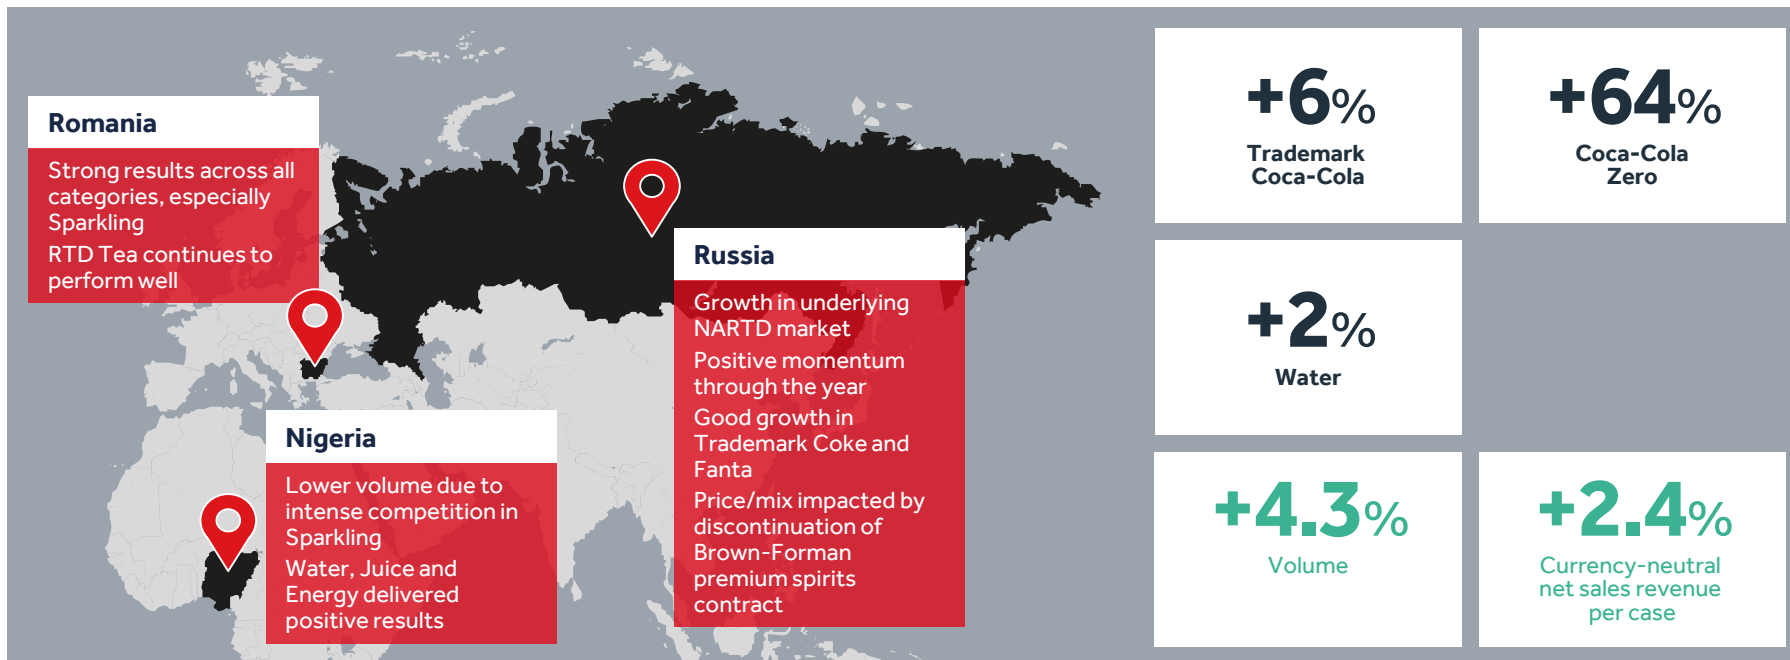 Romania
Strong results across all
categories, especially
Sparkling
RTD Tea continues to
perform well
Nigeria
Lower volume due to
intense competition in
Sparkling
Water, Juice and
Energy delivered
positive results
Russia
Growth in underlying
NARTD market
Positive momentum
through the year
Good growth in
Trademark Coke and
Fanta
Price/mix impacted by
discontinuation of
Brown-Forman
premium spirits
contract
+6%
Trademark
Coca-Cola
+64%
Coca-Cola
Zero
+2%
Water
+4.3%
Volume
+2.4%
Currency-neutral
net sales revenue
per case